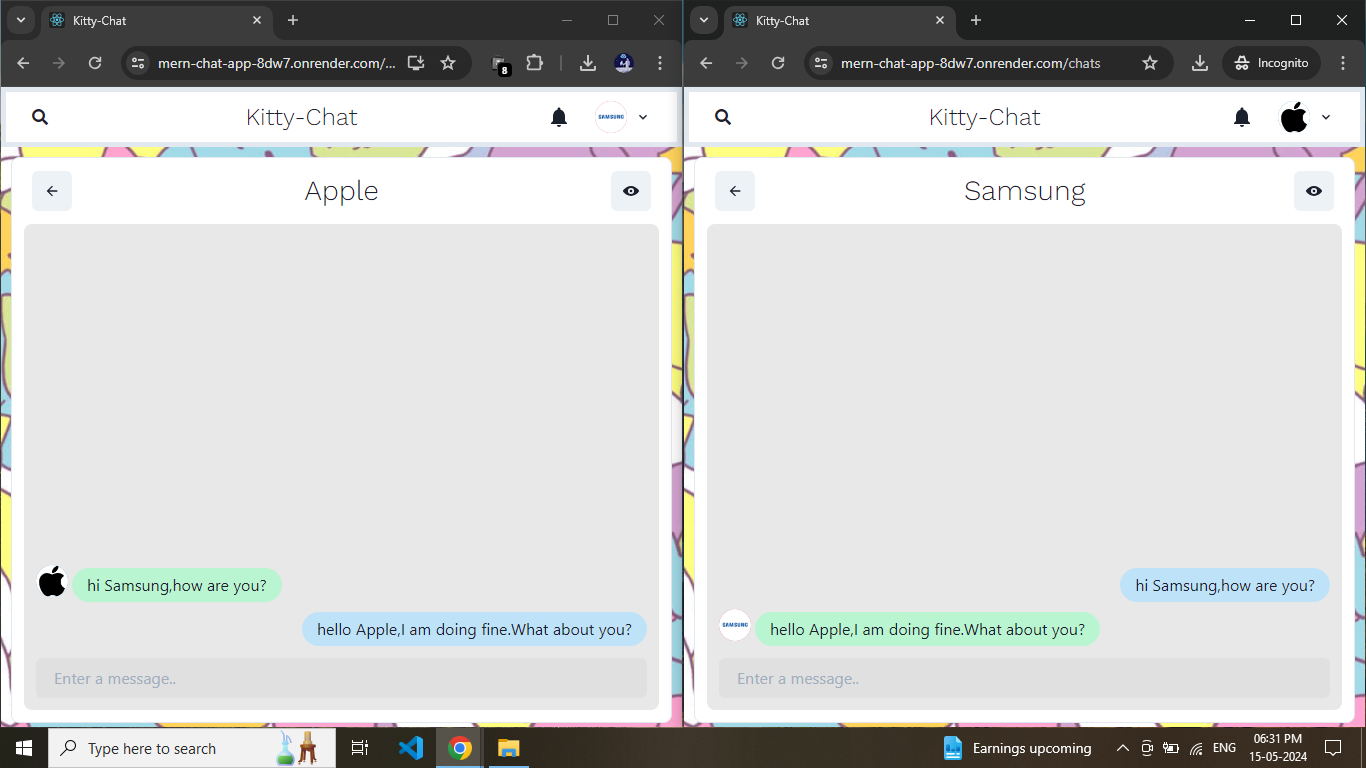 Kitty-Chat
mern-chat-app-8dw7.onrender.com/...
8
Kitty-Chat
SAMSUNG
Apple
hi Samsung,how are you?
hello Apple,I am doing fine.What about you?
Enter a message..
Kitty-Chat
mern-chat-app-8dw7.onrender.com/chats
Incognito
Kitty-Chat
Samsung
hi Samsung,how are you?
SAMSUNG
hello Apple,I am doing fine.What about you?
Enter a message..
Type here to search
Earnings upcoming
ENG
06:31 PM
15-05-2024